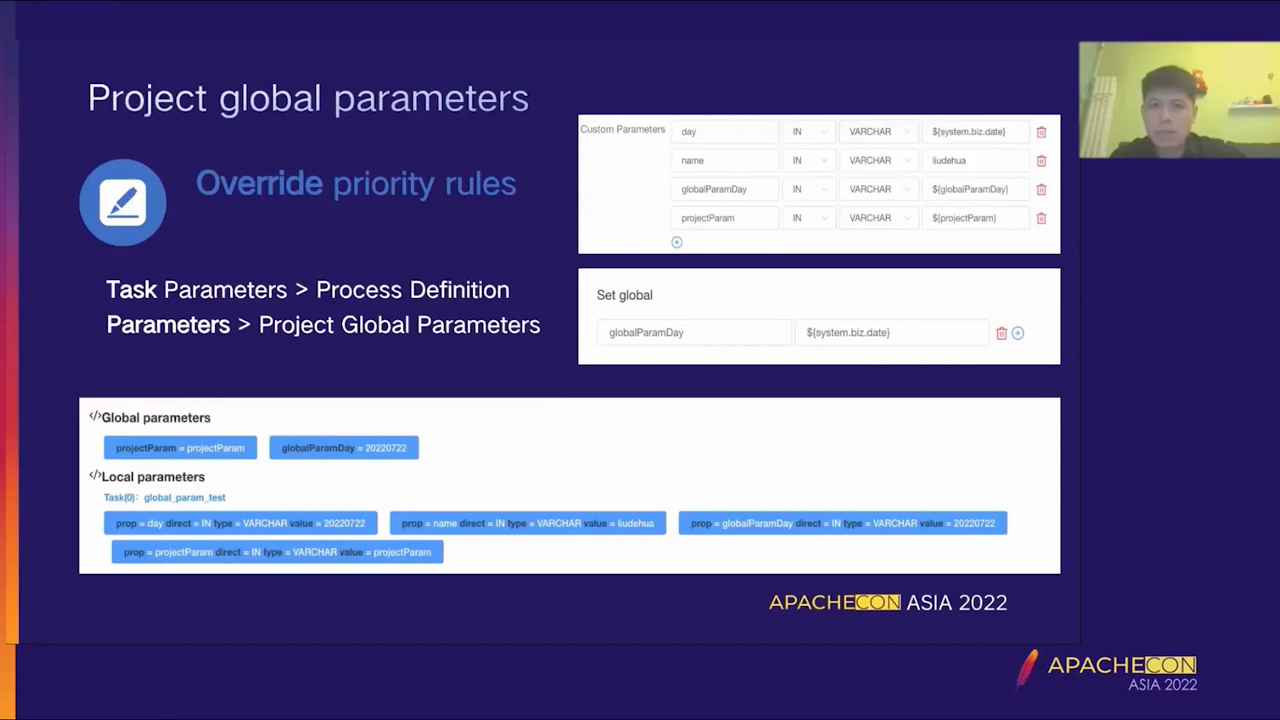 Project global parameters
Override priority rules
Task Parameters > Process Definition
Parameters > Project Global Parameters
Custom Parameters day IN VARCHAR ${system.biz.date}
name IN VARCHAR liudehua
globalParamDay IN VARCHAR ${globalParamDay}
projectParam IN VARCHAR ${projectParam}
Set global
globalParamDay ${system.biz.date}
</>Global parameters
projectParam = projectParam globalParamDay = 20220722
</>Local parameters
Task(0): global_param_test
prop = day direct = IN type = VARCHAR value = 20220722 prop = name direct = IN type = VARCHAR value = liudehua prop = globalParamDay direct = IN type = VARCHAR value = 20220722
prop = projectParam direct = IN type = VARCHAR value = projectParam
APACHECON ASIA 2022
APACHECON
ASIA 2022